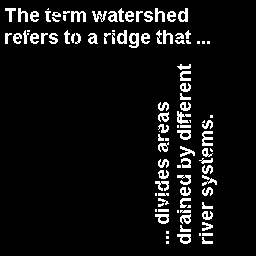 The term watershed
refers to a ridge that ...
... divides areas
drained by different
river systems.